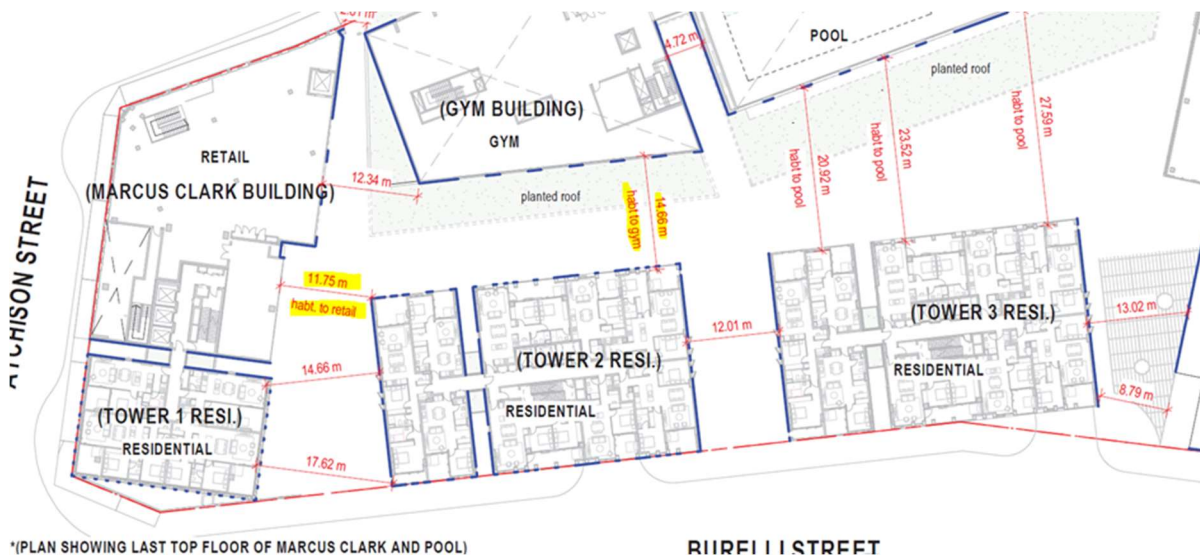 2.61 m
POOL
4.72 m
planted roof
(GYM BUILDING)
GYM
27.59 m
habt to pool
23.52 m
habt to pool
20.92 m
habt to pool
RETAIL
(MARCUS CLARK BUILDING)
12.34 m
planted roof
14.66 m
habt to gym
ATCHISON STREET
11.75 m
habt. to retail
13.02 m
12.01 m
(TOWER 3 RESI.)
(TOWER 2 RESI.)
14.66 m
RESIDENTIAL
8.79 m
(TOWER 1 RESI.)
RESIDENTIAL
RESIDENTIAL
17.62 m
*(PLAN SHOWING LAST TOP FLOOR OF MARCUS CLARK AND POOL)
BURELLI STREET